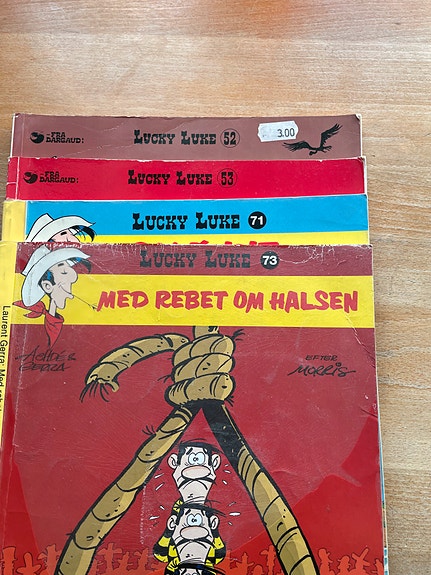 FRA DARGAUD!
LUCKY LUKE 52
3.00
FRA DARGAUD!
LUCKY LUKE 53
LUCKY LUKE 71
LUCKY LUKE 73
MED REBET OM HALSEN
ACHDÉ & GERRA
EFTER MORRIS
Laurent Gerra: Med